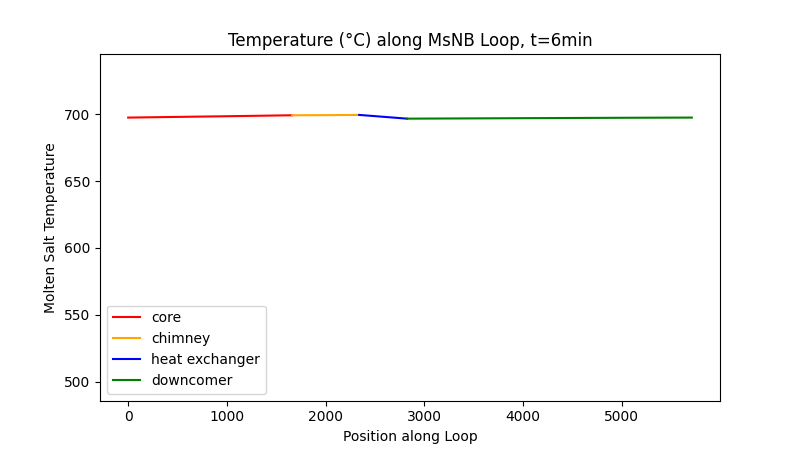 Temperature (°C) along MsNB Loop, t=6min
Molten Salt Temperature
700
650
600
550
500
core
chimney
heat exchanger
downcomer
0 1000 2000 3000 4000 5000
Position along Loop